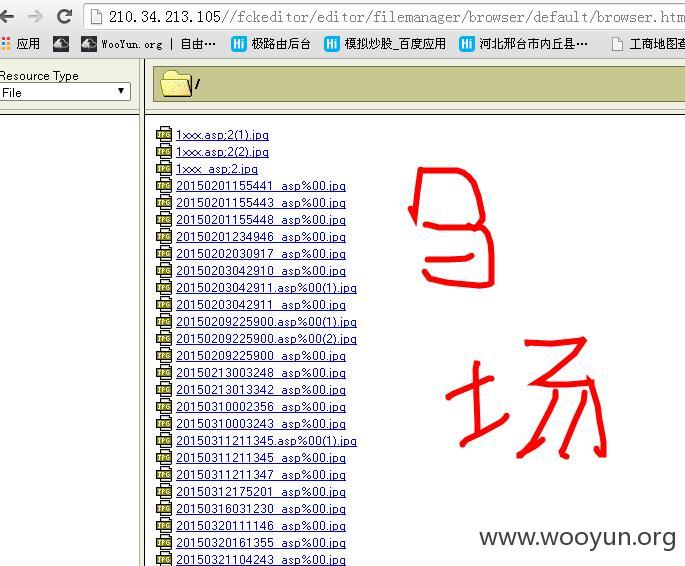 210.34.213.105//fckeditor/editor/filemanager/browser/default/browser.htm
应用
WooYun.org | 自由…
极路由后台
模拟炒股_百度应用
河北邢台市内丘县…
工商地图查
Resource Type
File
/
1xxx.asp;2(1).jpg
1xxx.asp;2(2).jpg
1xxx_asp;2.jpg
20150201155441_asp%00.jpg
20150201155443_asp%00.jpg
20150201155448_asp%00.jpg
20150201234946_asp%00.jpg
20150202030917_asp%00.jpg
20150203042910_asp%00.jpg
20150203042911.asp%00(1).jpg
20150203042911_asp%00.jpg
20150209225900.asp%00(1).jpg
20150209225900.asp%00(2).jpg
20150209225900_asp%00.jpg
20150213003248_asp%00.jpg
20150213013342_asp%00.jpg
20150310002356_asp%00.jpg
20150310003243_asp%00.jpg
20150311211345.asp%00(1).jpg
20150311211345_asp%00.jpg
20150311211347_asp%00.jpg
20150312175201_asp%00.jpg
20150316031230_asp%00.jpg
20150320111146_asp%00.jpg
20150320161355_asp%00.jpg
20150321104243_asp%00.jpg
马
场
www.wooyun.org